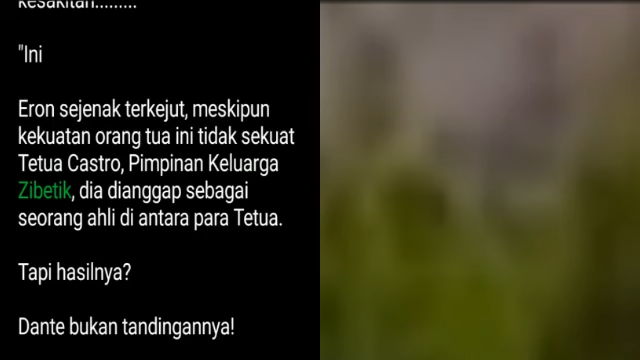 kesakitan.........
"Ini
Eron sejenak terkejut, meskipun
kekuatan orang tua ini tidak sekuat
Tetua Castro, Pimpinan Keluarga
Zibetik, dia dianggap sebagai
seorang ahli di antara para Tetua.
Tapi hasilnya?
Dante bukan tandingannya!